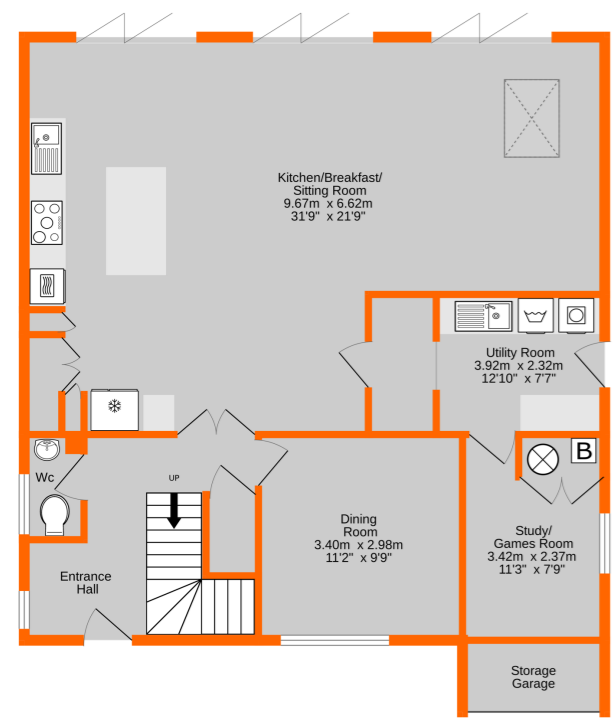 Kitchen/Breakfast/
Sitting Room
9.67m x 6.62m
31'9" x 21'9"
Utility Room
3.92m x 2.32m
12'10" x 7'7"
B
Wc
UP
Dining
Room
3.40m x 2.98m
11'2" x 9'9"
Study/
Games Room
3.42m x 2.37m
11'3" x 7'9"
Entrance
Hall
Storage
Garage